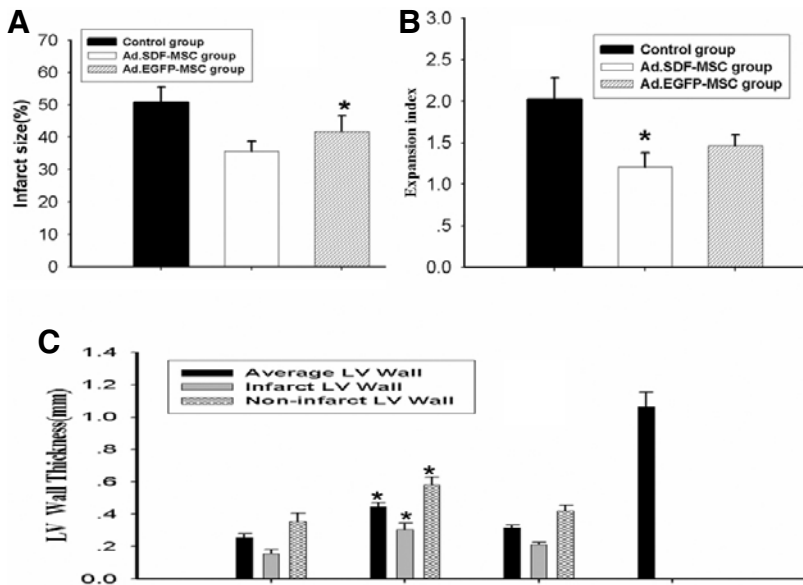 A
Control group
Ad.SDF-MSC group
Ad.EGFP-MSC group
Infarct size(%)
70
60
50
40
30
20
10
0
*
B
Control group
Ad.SDF-MSC group
Ad.EGFP-MSC group
Expansion index
2.0
2.5
2.0
1.5
1.0
.5
0.0
*
C
Average LV Wall
Infarct LV Wall
Non-infarct LV Wall
LV Wall Thickness(mm)
1.4
1.2
1.0
.8
.6
.4
.2
0.0
*
*
*